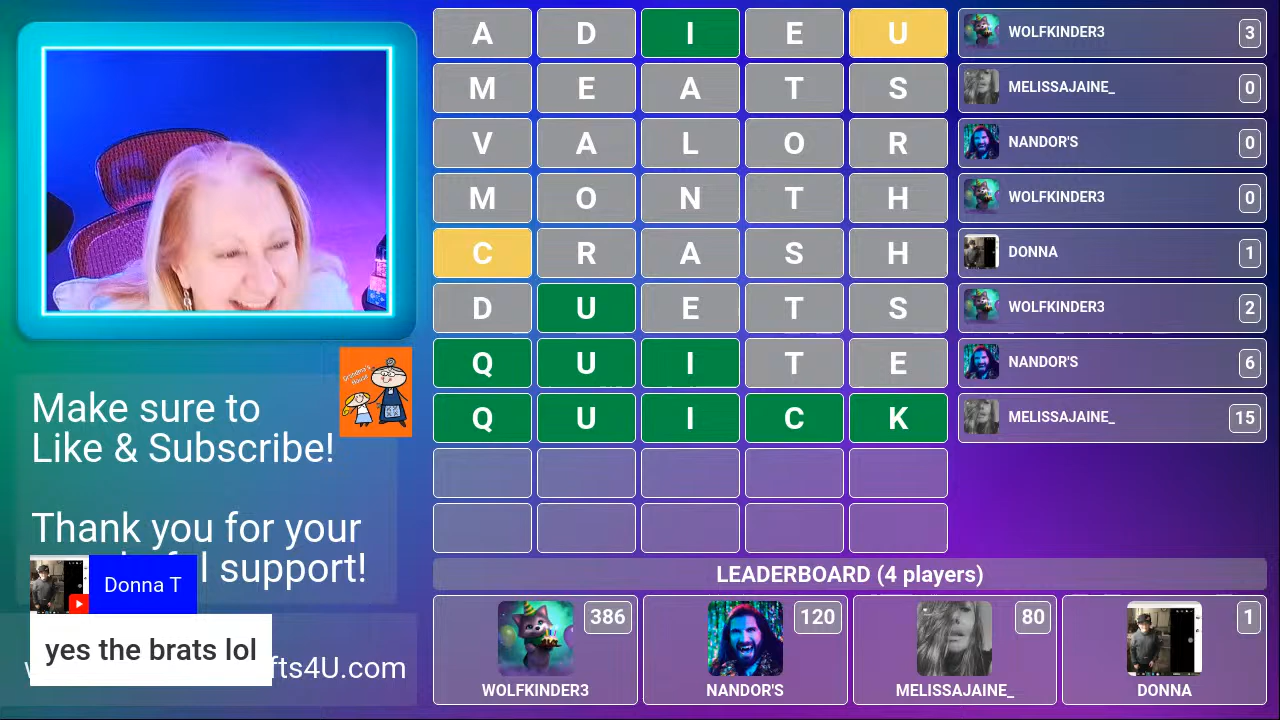 A D I E U WOLFKINDER3 3
M E A T S MELISSAJAINE_ 0
V A L O R NANDOR'S 0
M O N T H WOLFKINDER3 0
C R A S H DONNA 1
D U E T S WOLFKINDER3 2
Q U I T E NANDOR'S 6
Q U I C K MELISSAJAINE_ 15
Grandma's House
Make sure to
Like & Subscribe!
Thank you for your
support!
Donna T
yes the brats lol
fts4U.com
LEADERBOARD (4 players)
386 120 80 1
WOLFKINDER3 NANDOR'S MELISSAJAINE_ DONNA